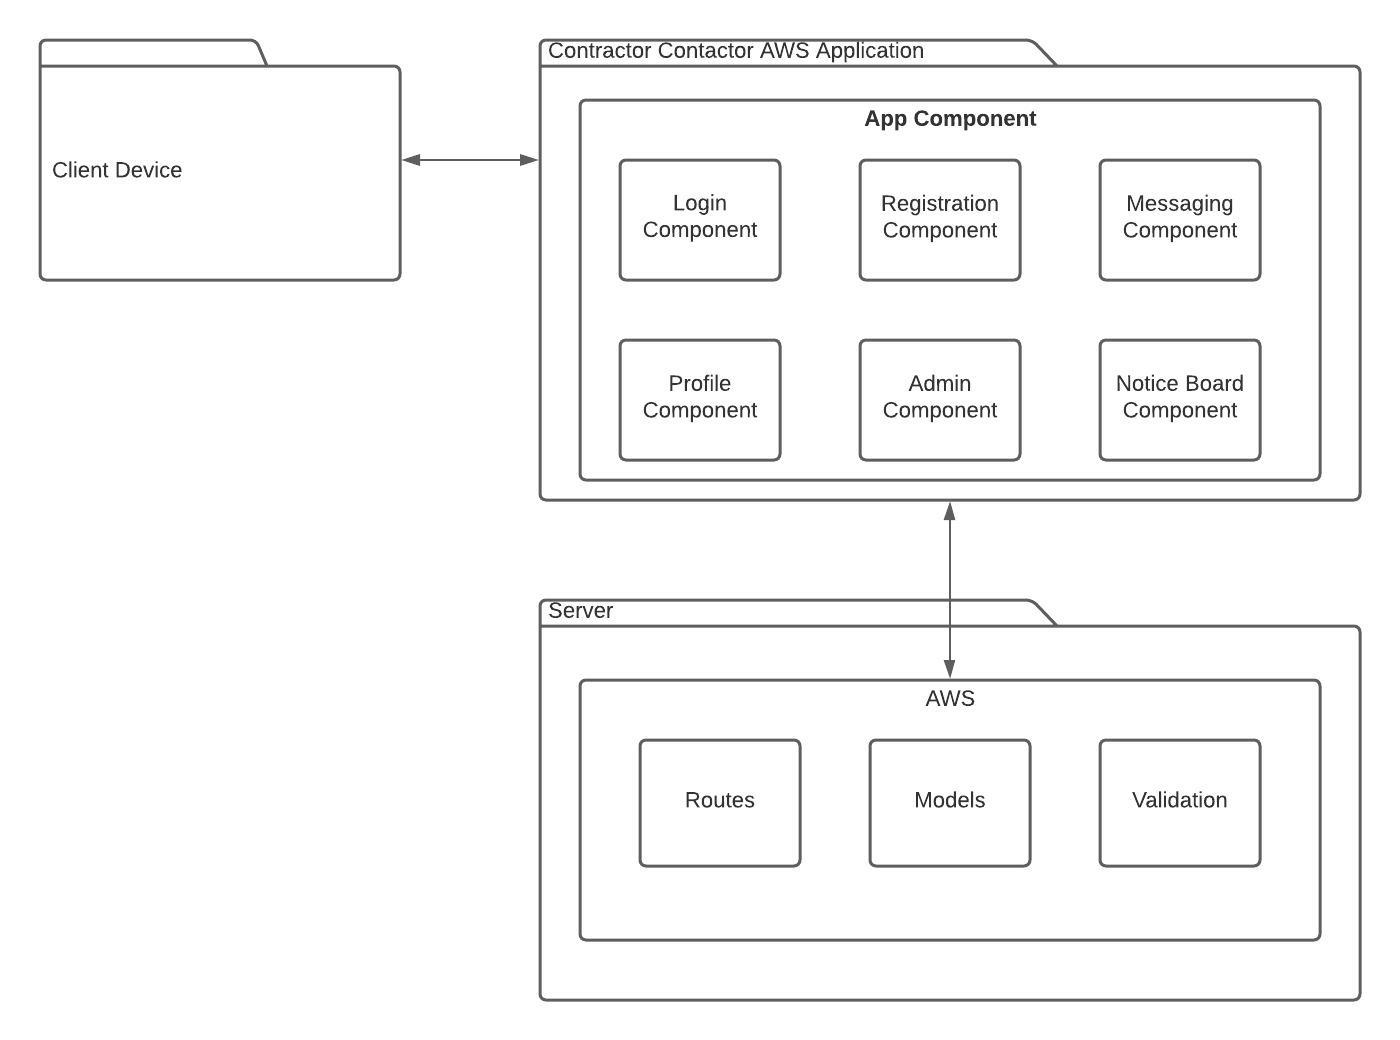 Contractor Contactor AWS Application
App Component
Client Device
Login
Component
Registration
Component
Messaging
Component
Profile
Component
Admin
Component
Notice Board
Component
Server
AWS
Routes
Models
Validation